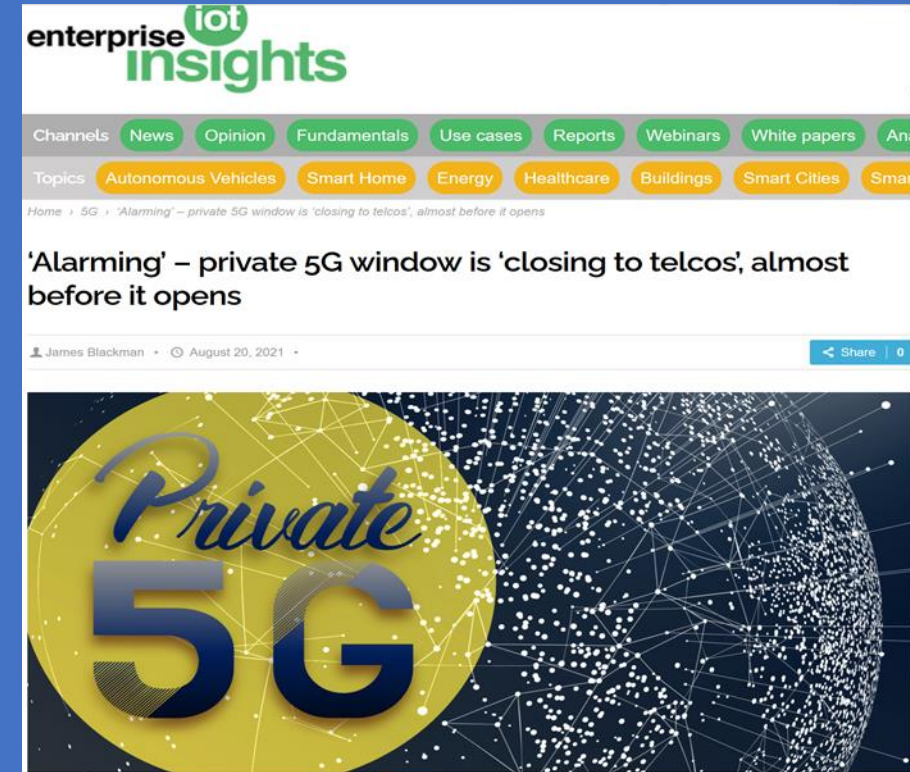 enterprise iot
insights
Channels News Opinion Fundamentals Use cases Reports Webinars White papers
Topics Autonomous Vehicles Smart Home Energy Healthcare Buildings Smart Cities
Home › 5G › ‘Alarming’ – private 5G window is ‘closing to telcos’, almost before it opens
‘Alarming’ – private 5G window is ‘closing to telcos’, almost
before it opens
James Blackman • August 20, 2021 •
Share | 0
Private
5G